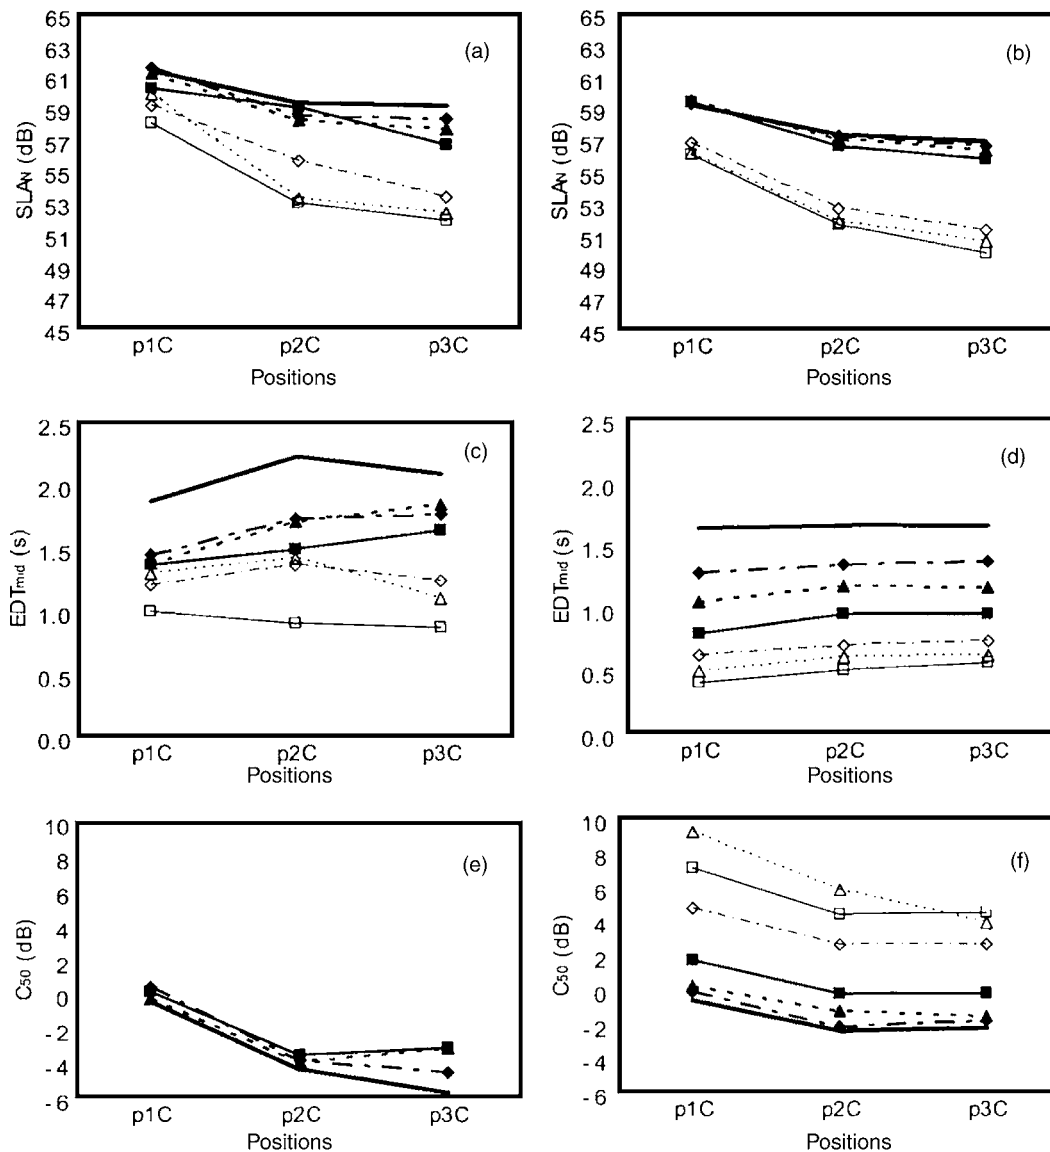 65
63
61
59
57
55
53
51
49
47
45
SLAN (dB)
(a)
p1C p2C p3C
Positions
65
63
61
59
57
55
53
51
49
47
45
SLAN (dB)
(b)
p1C p2C p3C
Positions
2.5
2.0
1.5
1.0
0.5
0.0
EDTmid (s)
(c)
p1C p2C p3C
Positions
2.5
2.0
1.5
1.0
0.5
0.0
EDTmid (s)
(d)
p1C p2C p3C
Positions
10
8
6
4
2
0
-2
-4
-6
C50 (dB)
(e)
p1C p2C p3C
Positions
10
8
6
4
2
0
-2
-4
-6
C50 (dB)
(f)
p1C p2C p3C
Positions